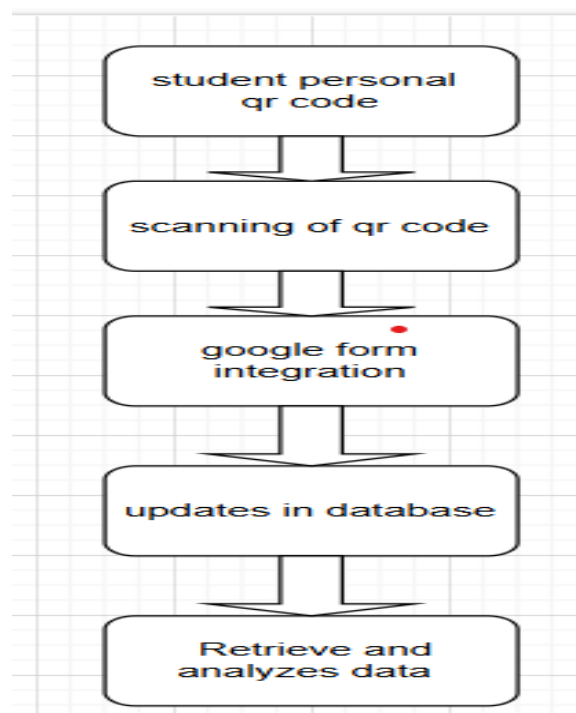 student personal
qr code
scanning of qr code
google form
integration
updates in database
Retrieve and
analyzes data